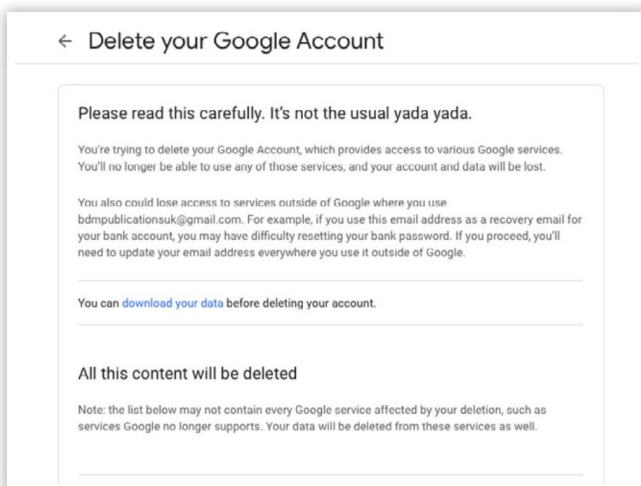 ← Delete your Google Account
Please read this carefully. It's not the usual yada yada.
You're trying to delete your Google Account, which provides access to various Google services.
You'll no longer be able to use any of those services, and your account and data will be lost.
You also could lose access to services outside of Google where you use
bdmpublicationsuk@gmail.com. For example, if you use this email address as a recovery email for
your bank account, you may have difficulty resetting your bank password. If you proceed, you'll
need to update your email address everywhere you use it outside of Google.
You can download your data before deleting your account.
All this content will be deleted
Note: the list below may not contain every Google service affected by your deletion, such as
services Google no longer supports. Your data will be deleted from these services as well.